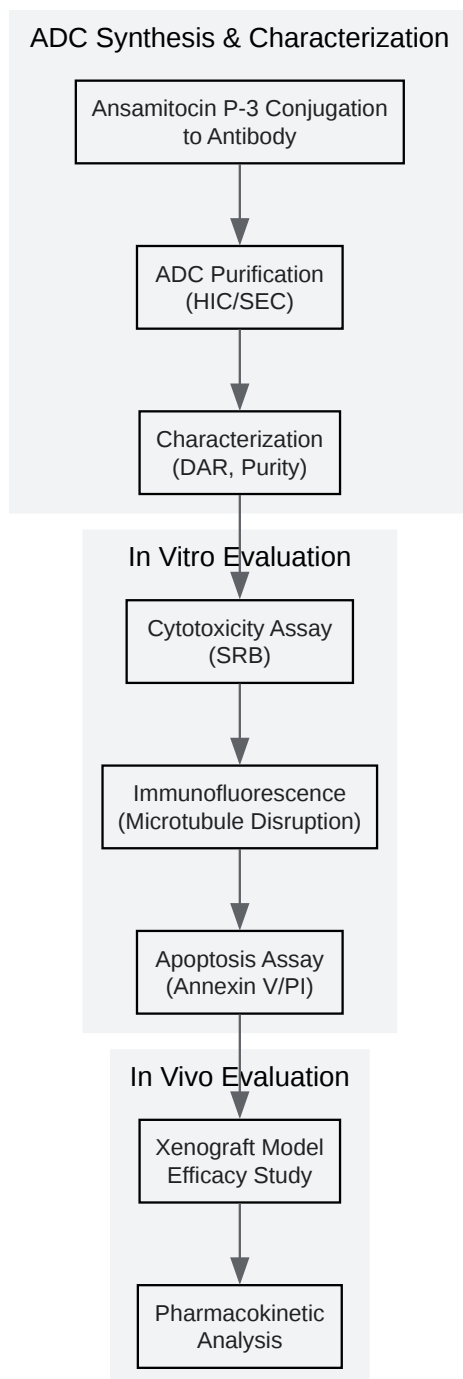 ADC Synthesis & Characterization
Ansamitocin P-3 Conjugation
to Antibody
ADC Purification
(HIC/SEC)
Characterization
(DAR, Purity)
In Vitro Evaluation
Cytotoxicity Assay
(SRB)
Immunofluorescence
(Microtubule Disruption)
Apoptosis Assay
(Annexin V/PI)
In Vivo Evaluation
Xenograft Model
Efficacy Study
Pharmacokinetic
Analysis